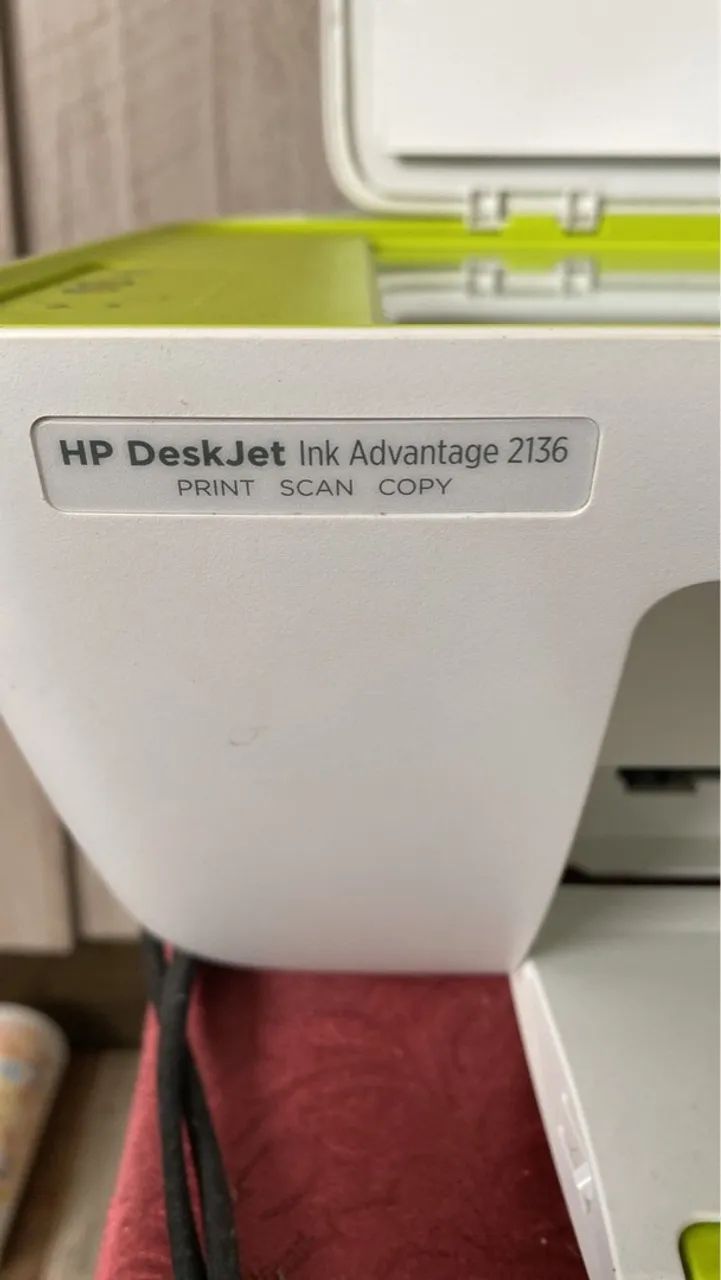 HP DeskJet Ink Advantage 2136
PRINT SCAN COPY